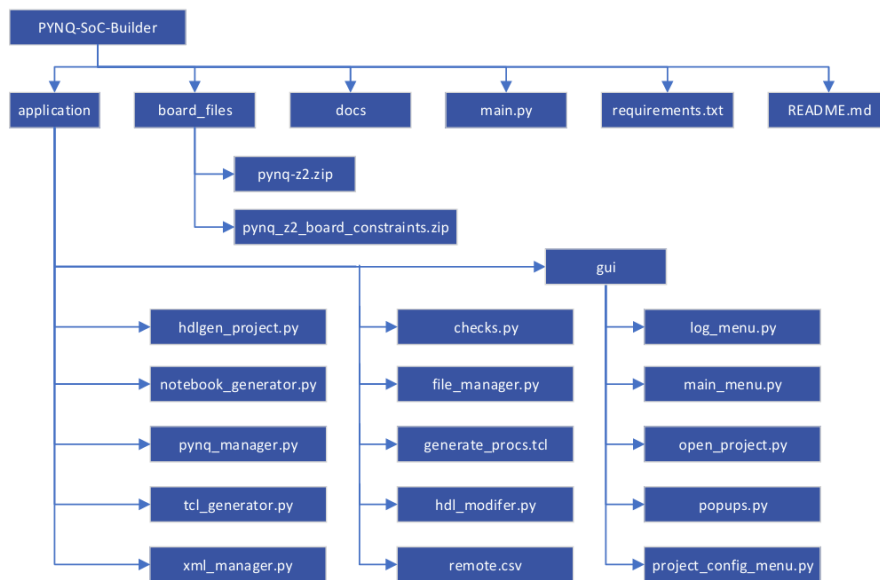 PYNQ-SoC-Builder
application
board_files
docs
main.py
requirements.txt
README.md
pynq-z2.zip
pynq_z2_board_constraints.zip
gui
hdlgen_project.py
checks.py
log_menu.py
notebook_generator.py
file_manager.py
main_menu.py
pynq_manager.py
generate_procs.tcl
open_project.py
tcl_generator.py
hdl_modifer.py
popups.py
xml_manager.py
remote.csv
project_config_menu.py